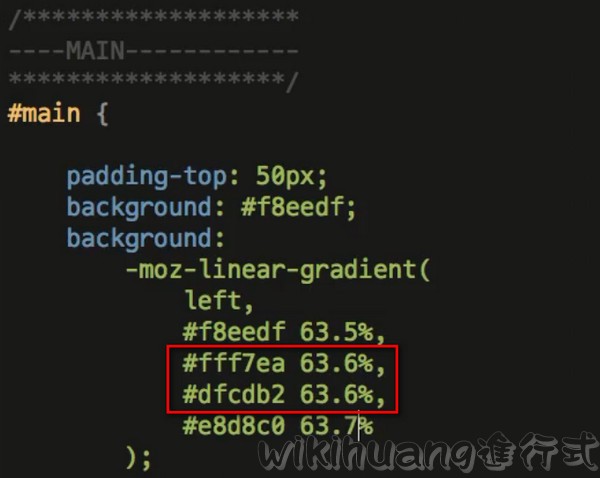 /*******************
----MAIN------------
*******************/
#main {
padding-top: 50px;
background: #f8eedf;
background:
-moz-linear-gradient(
left,
#f8eedf 63.5%,
#fff7ea 63.6%,
#dfcdb2 63.6%,
#e8d8c0 63.7%
);
wikihuang進行式